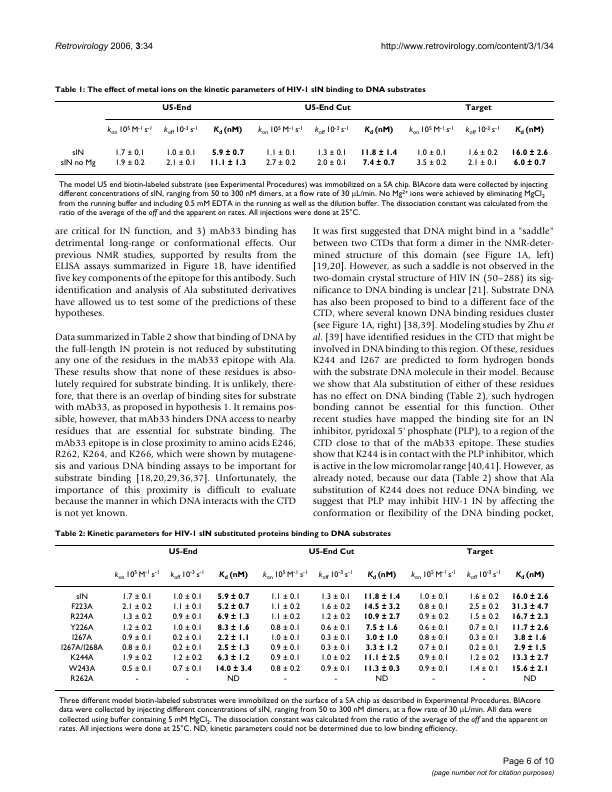 Retrovirology 2006, 3:34
http://www.retrovirology.com/content/3/1/34
Table 1: The effect of metal ions on the kinetic parameters of HIV-1 sIN binding to DNA substrates
U5-End U5-End Cut Target
kon 10⁵ M⁻¹ s⁻¹ koff 10⁻³ s⁻¹ Kd (nM) kon 10⁵ M⁻¹ s⁻¹ koff 10⁻³ s⁻¹ Kd (nM) kon 10⁵ M⁻¹ s⁻¹ koff 10⁻³ s⁻¹ Kd (nM)
sIN 1.7 ± 0.1 1.0 ± 0.1 5.9 ± 0.7 1.1 ± 0.1 1.3 ± 0.1 11.8 ± 1.4 1.0 ± 0.1 1.6 ± 0.2 16.0 ± 2.6
sIN no Mg 1.9 ± 0.2 2.1 ± 0.1 11.1 ± 1.3 2.7 ± 0.2 2.0 ± 0.1 7.4 ± 0.7 3.5 ± 0.2 2.1 ± 0.1 6.0 ± 0.7
The model U5 end biotin-labeled substrate (see Experimental Procedures) was immobilized on a SA chip. BIAcore data were collected by injecting
different concentrations of sIN, ranging from 50 to 300 nM dimers, at a flow rate of 30 μL/min. No Mg²⁺ ions were achieved by eliminating MgCl₂
from the running buffer and including 0.5 mM EDTA in the running as well as the dilution buffer. The dissociation constant was calculated from the
ratio of the average of the off and the apparent on rates. All injections were done at 25°C.
are critical for IN function, and 3) mAb33 binding has
detrimental long-range or conformational effects. Our
previous NMR studies, supported by results from the
ELISA assays summarized in Figure 1B, have identified
five key components of the epitope for this antibody. Such
identification and analysis of Ala substituted derivatives
have allowed us to test some of the predictions of these
hypotheses.
Data summarized in Table 2 show that binding of DNA by
the full-length IN protein is not reduced by substituting
any one of the residues in the mAb33 epitope with Ala.
These results show that none of these residues is abso-
lutely required for substrate binding. It is unlikely, there-
fore, that there is an overlap of binding sites for substrate
with mAb33, as proposed in hypothesis 1. It remains pos-
sible, however, that mAb33 hinders DNA access to nearby
residues that are essential for substrate binding. The
mAb33 epitope is in close proximity to amino acids E246,
R262, K264, and K266, which were shown by mutagene-
sis and various DNA binding assays to be important for
substrate binding [18,20,29,36,37]. Unfortunately, the
importance of this proximity is difficult to evaluate
because the manner in which DNA interacts with the CTD
is not yet known.
It was first suggested that DNA might bind in a "saddle"
between two CTDs that form a dimer in the NMR-deter-
mined structure of this domain (see Figure 1A, left)
[19,20]. However, as such a saddle is not observed in the
two-domain crystal structure of HIV IN (50–288) its sig-
nificance to DNA binding is unclear [21]. Substrate DNA
has also been proposed to bind to a different face of the
CTD, where several known DNA binding residues cluster
(see Figure 1A, right) [38,39]. Modeling studies by Zhu et
al. [39] have identified residues in the CTD that might be
involved in DNA binding to this region. Of these, residues
K244 and I267 are predicted to form hydrogen bonds
with the substrate DNA molecule in their model. Because
we show that Ala substitution of either of these residues
has no effect on DNA binding (Table 2), such hydrogen
bonding cannot be essential for this function. Other
recent studies have mapped the binding site for an IN
inhibitor, pyridoxal 5' phosphate (PLP), to a region of the
CTD close to that of the mAb33 epitope. These studies
show that K244 is in contact with the PLP inhibitor, which
is active in the low micromolar range [40,41]. However, as
already noted, because our data (Table 2) show that Ala
substitution of K244 does not reduce DNA binding, we
suggest that PLP may inhibit HIV-1 IN by affecting the
conformation or flexibility of the DNA binding pocket,
Table 2: Kinetic parameters for HIV-1 sIN substituted proteins binding to DNA substrates
U5-End U5-End Cut Target
kon 10⁵ M⁻¹ s⁻¹ koff 10⁻³ s⁻¹ Kd (nM) kon 10⁵ M⁻¹ s⁻¹ koff 10⁻³ s⁻¹ Kd (nM) kon 10⁵ M⁻¹ s⁻¹ koff 10⁻³ s⁻¹ Kd (nM)
sIN 1.7 ± 0.1 1.0 ± 0.1 5.9 ± 0.7 1.1 ± 0.1 1.3 ± 0.1 11.8 ± 1.4 1.0 ± 0.1 1.6 ± 0.2 16.0 ± 2.6
F223A 2.1 ± 0.2 1.1 ± 0.1 5.2 ± 0.7 1.1 ± 0.2 1.6 ± 0.2 14.5 ± 3.2 0.8 ± 0.1 2.5 ± 0.2 31.3 ± 4.7
R224A 1.3 ± 0.2 0.9 ± 0.1 6.9 ± 1.3 1.1 ± 0.2 1.2 ± 0.2 10.9 ± 2.7 0.9 ± 0.2 1.5 ± 0.2 16.7 ± 2.3
Y226A 1.2 ± 0.2 1.0 ± 0.1 8.3 ± 1.6 0.8 ± 0.1 0.6 ± 0.1 7.5 ± 1.6 0.6 ± 0.1 0.7 ± 0.1 11.7 ± 2.6
I267A 0.9 ± 0.1 0.2 ± 0.1 2.2 ± 1.1 1.0 ± 0.1 0.3 ± 0.1 3.0 ± 1.0 0.8 ± 0.1 0.3 ± 0.1 3.8 ± 1.6
I267A/I268A 0.8 ± 0.1 0.2 ± 0.1 2.5 ± 1.3 0.9 ± 0.1 0.3 ± 0.1 3.3 ± 1.2 0.7 ± 0.1 0.2 ± 0.1 2.9 ± 1.5
K244A 1.9 ± 0.2 1.2 ± 0.2 6.3 ± 1.2 0.9 ± 0.1 1.0 ± 0.2 11.1 ± 2.5 0.9 ± 0.1 1.2 ± 0.2 13.3 ± 2.7
W243A 0.5 ± 0.1 0.7 ± 0.1 14.0 ± 3.4 0.8 ± 0.2 0.9 ± 0.1 11.3 ± 0.3 0.9 ± 0.1 1.4 ± 0.1 15.6 ± 2.1
R262A - - ND - - ND - - ND
Three different model biotin-labeled substrates were immobilized on the surface of a SA chip as described in Experimental Procedures. BIAcore
data were collected by injecting different concentrations of sIN, ranging from 50 to 300 nM dimers, at a flow rate of 30 μL/min. All data were
collected using buffer containing 5 mM MgCl₂. The dissociation constant was calculated from the ratio of the average of the off and the apparent on
rates. All injections were done at 25°C. ND, kinetic parameters could not be determined due to low binding efficiency.
Page 6 of 10
(page number not for citation purposes)